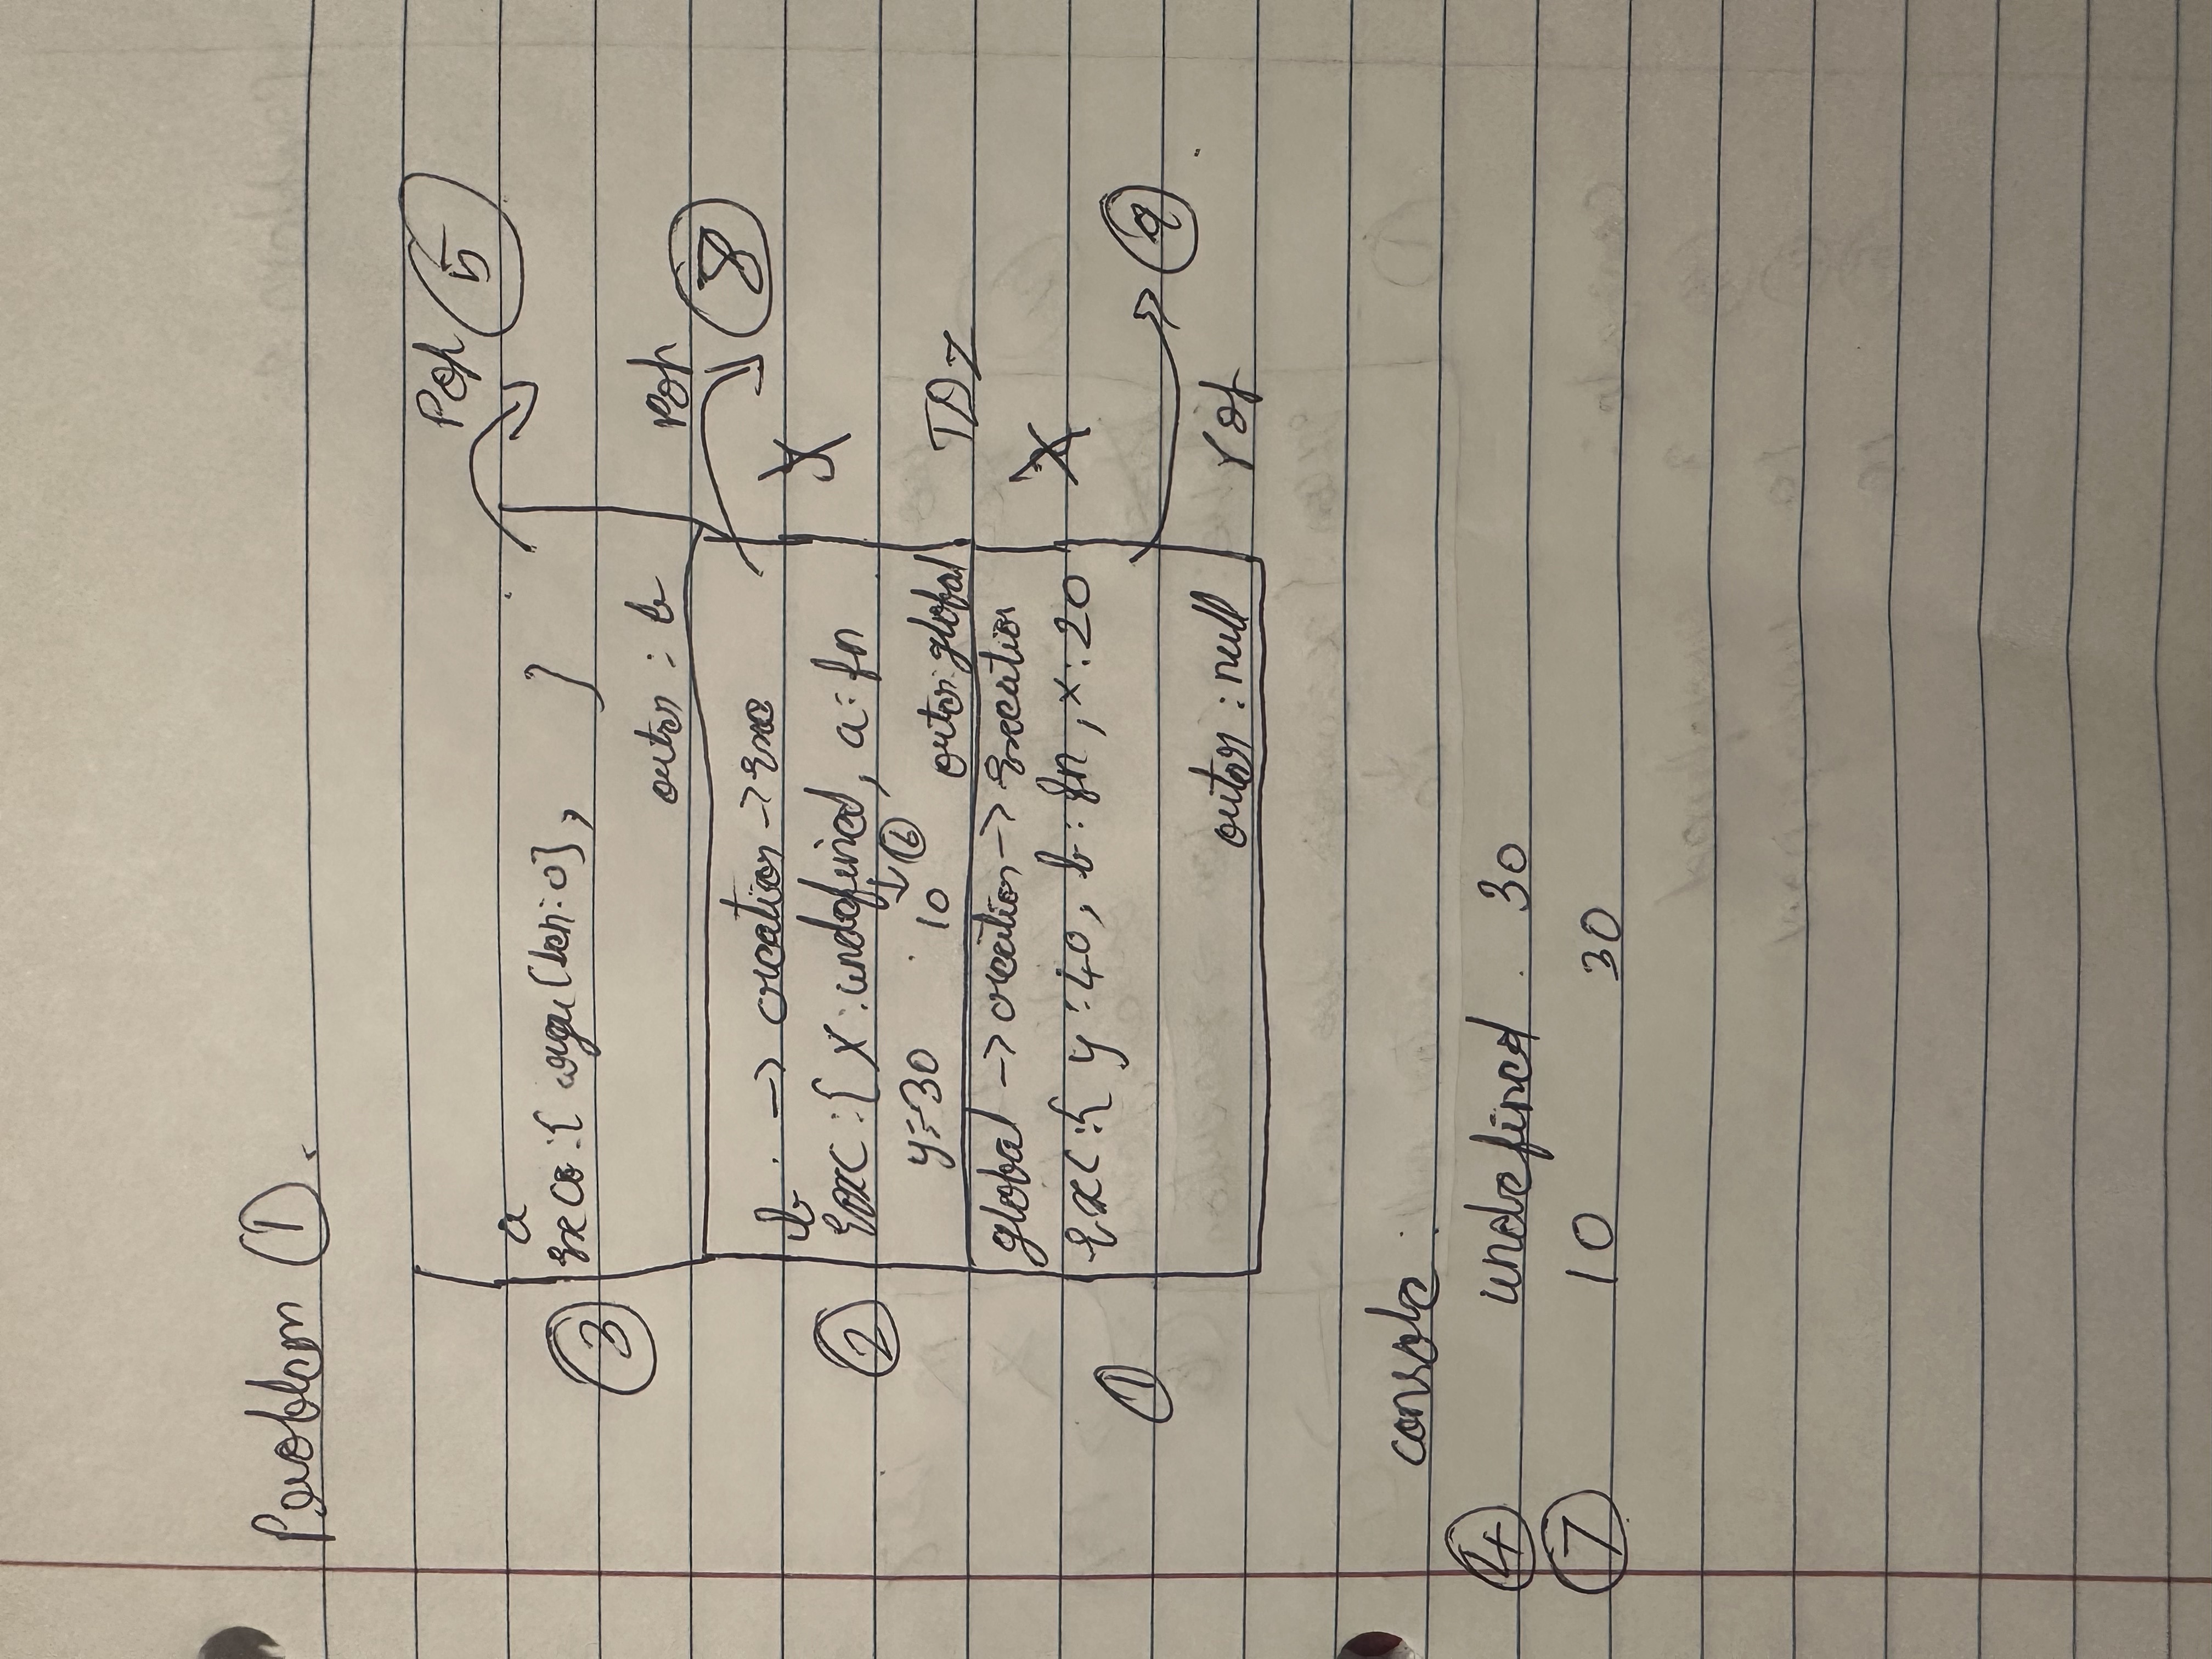 Problem ①.
Pop ⑤
a
③ exco :{ argu[len:0], }
outer : b
Pop ⑧
b . -> creation -> exc
② exc :{ x : undefined, a : fn
↓ ⑥
y:30 10 outer:global TDZ
global -> creation -> Execution
exc :{ y : 40, b : fn, x : 20
① ⑨
outer : null Pop
console :
④ undefined . 30
⑦ 10 30